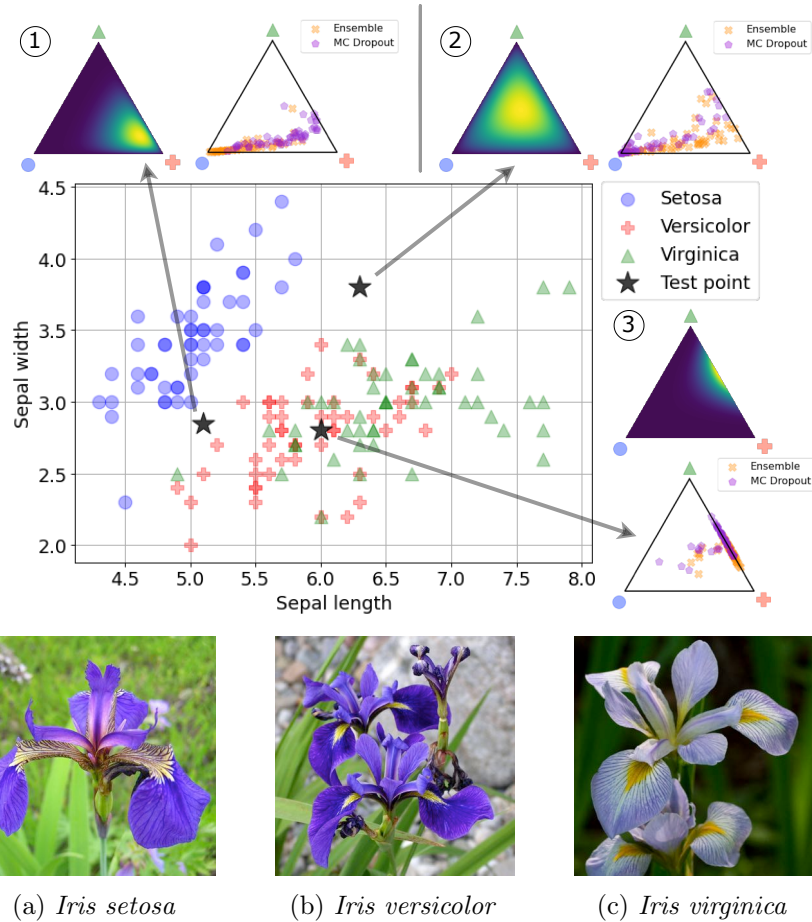 1
Ensemble
MC Dropout
2
Ensemble
MC Dropout
4.5
4.0
3.5
3.0
2.5
2.0
Sepal width
4.5
5.0
5.5
6.0
6.5
7.0
7.5
8.0
Sepal length
Setosa
Versicolor
Virginica
Test point
3
Ensemble
MC Dropout
(a) Iris setosa
(b) Iris versicolor
(c) Iris virginica